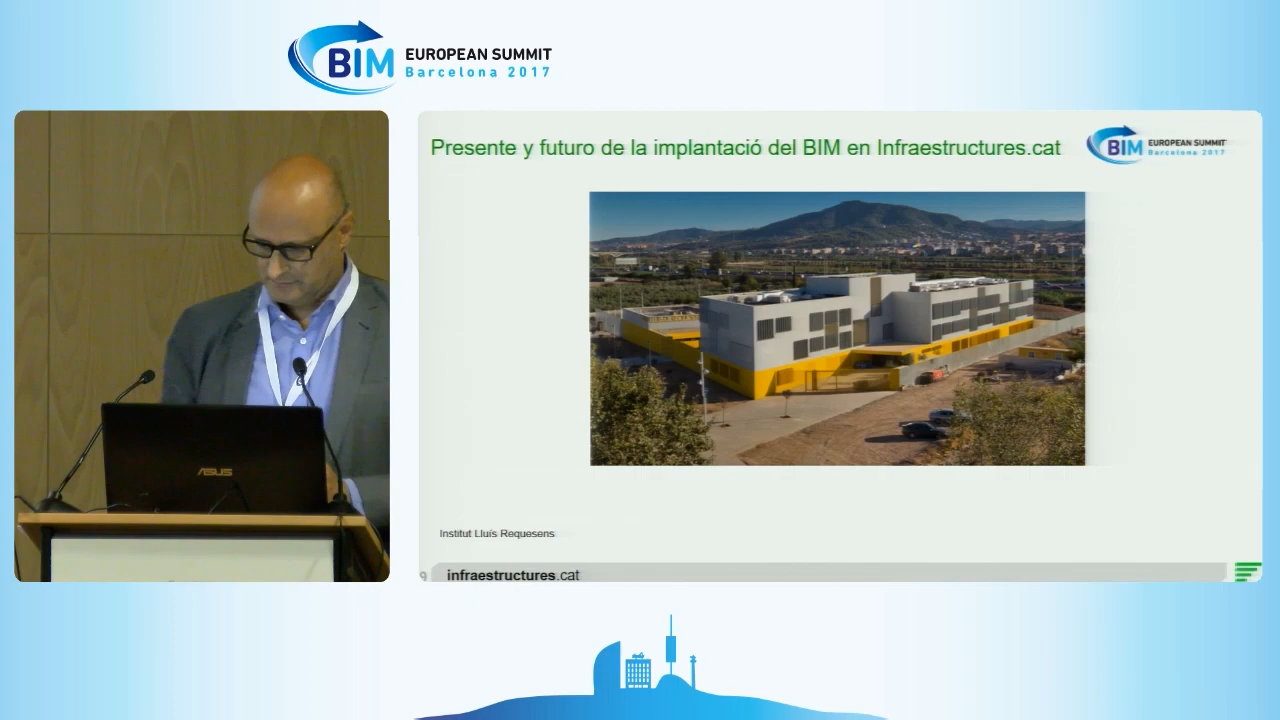 BIM EUROPEAN SUMMIT
Barcelona 2017
Presente y futuro de la implantació del BIM en Infraestructures.cat
BIM EUROPEAN SUMMIT
Barcelona 2017
ASUS
Institut Lluís Requesens
9
infraestructures.cat